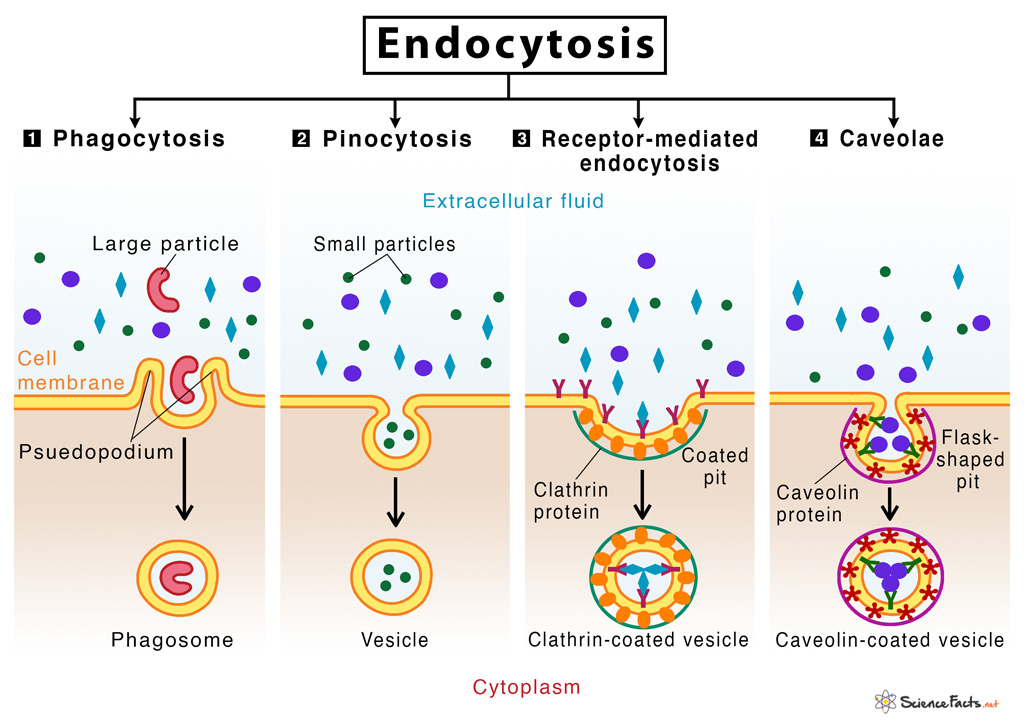 Endocytosis
1 Phagocytosis
2 Pinocytosis
3 Receptor-mediated
endocytosis
4 Caveolae
Extracellular fluid
Large particle
Small particles
Cell
membrane
Psuedopodium
Clathrin
protein
Coated
pit
Caveolin
protein
Flask-
shaped
pit
Phagosome
Vesicle
Clathrin-coated vesicle
Caveolin-coated vesicle
Cytoplasm
ScienceFacts.net